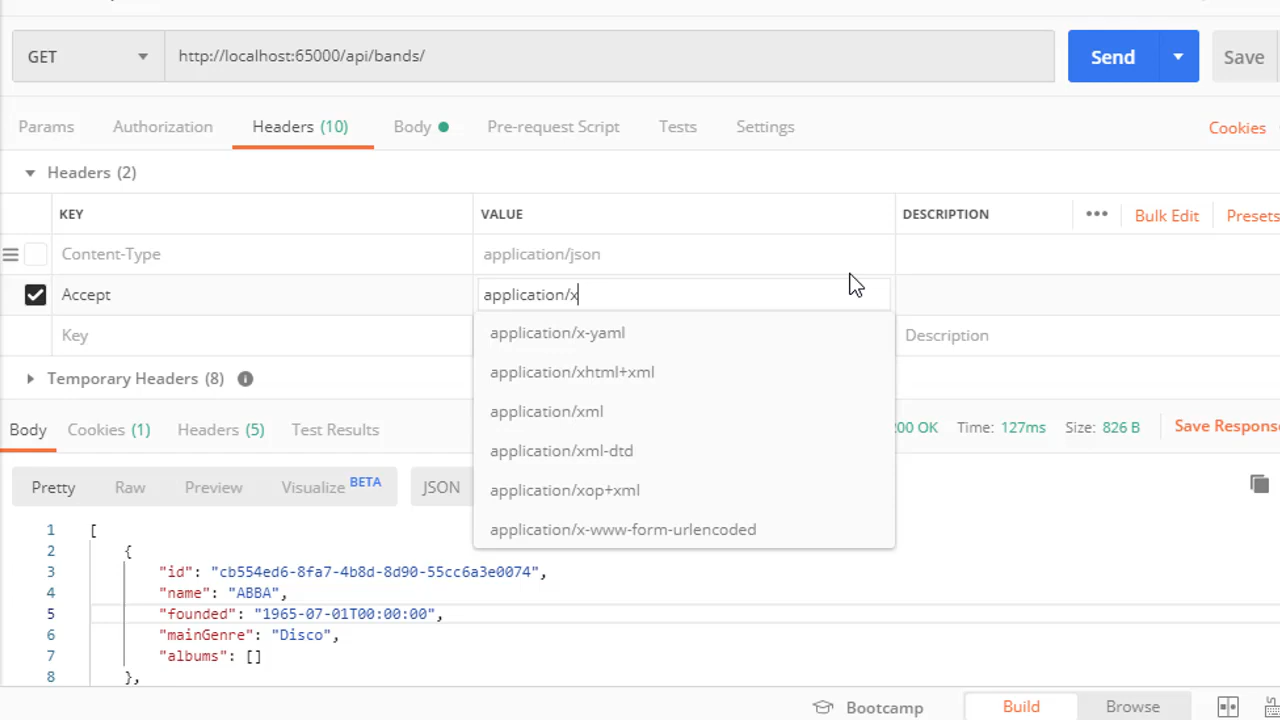 GET http://localhost:65000/api/bands/ Send Save
Params Authorization Headers (10) Body Pre-request Script Tests Settings Cookies
Headers (2)
KEY VALUE DESCRIPTION ••• Bulk Edit Presets
Content-Type application/json
Accept application/x
application/x-yaml
Key Description
application/xhtml+xml
Temporary Headers (8)
application/xml
Body Cookies (1) Headers (5) Test Results 200 OK Time: 127ms Size: 826 B Save Respons
application/xml-dtd
Pretty Raw Preview Visualize BETA JSON
application/xop+xml
application/x-www-form-urlencoded
1 [
2 {
3 "id": "cb554ed6-8fa7-4b8d-8d90-55cc6a3e0074",
4 "name": "ABBA",
5 "founded": "1965-07-01T00:00:00",
6 "mainGenre": "Disco",
7 "albums": []
8 },
Bootcamp Build Browse